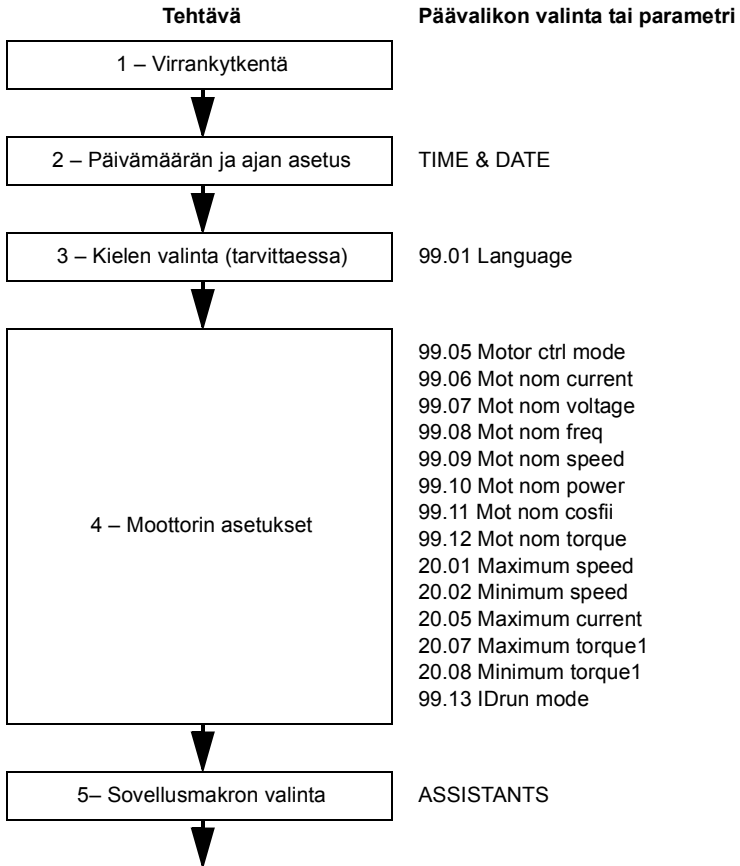 Tehtävä
Päävalikon valinta tai parametri
1 – Virrankytkentä
2 – Päivämäärän ja ajan asetus
TIME & DATE
3 – Kielen valinta (tarvittaessa)
99.01 Language
4 – Moottorin asetukset
99.05 Motor ctrl mode
99.06 Mot nom current
99.07 Mot nom voltage
99.08 Mot nom freq
99.09 Mot nom speed
99.10 Mot nom power
99.11 Mot nom cosfii
99.12 Mot nom torque
20.01 Maximum speed
20.02 Minimum speed
20.05 Maximum current
20.07 Maximum torque1
20.08 Minimum torque1
99.13 IDrun mode
5– Sovellusmakron valinta
ASSISTANTS